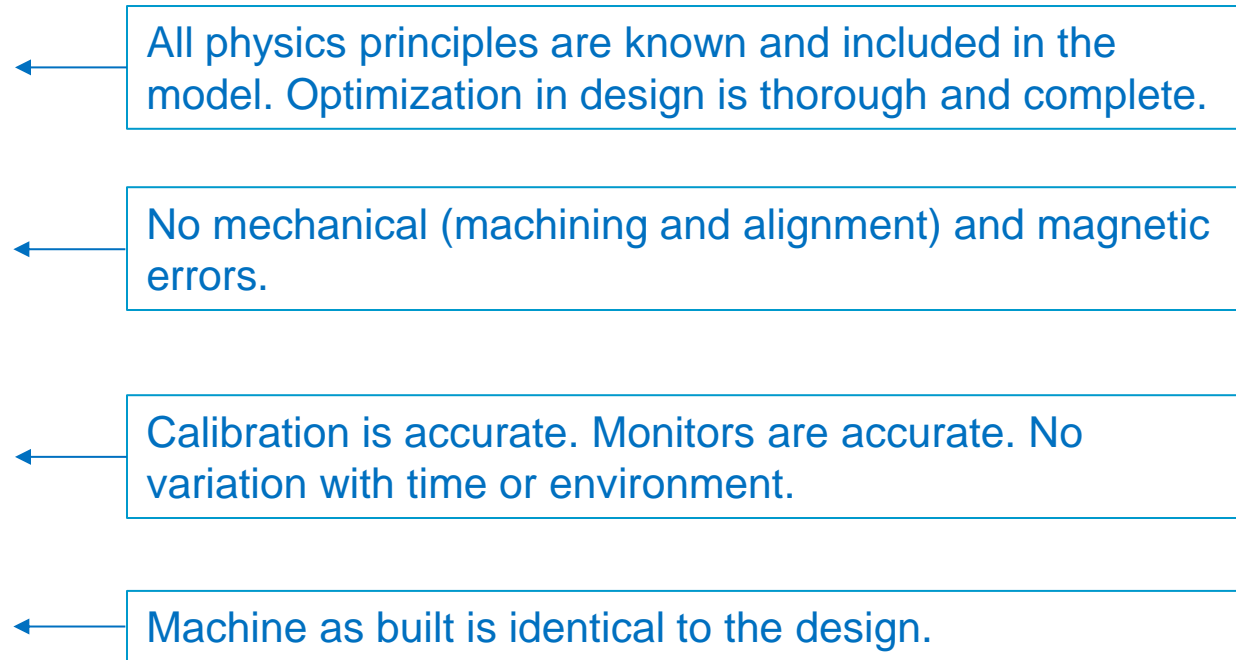 All physics principles are known and included in the
model. Optimization in design is thorough and complete.
No mechanical (machining and alignment) and magnetic
errors.
Calibration is accurate. Monitors are accurate. No
variation with time or environment.
Machine as built is identical to the design.